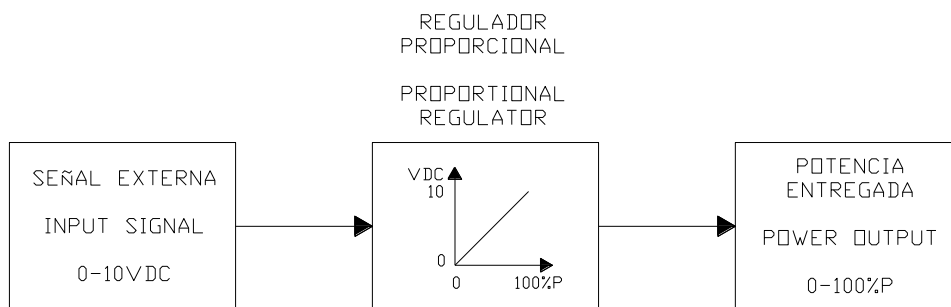 REGULADOR
PROPORCIONAL
PROPORTIONAL
REGULATOR
SEÑAL EXTERNA
INPUT SIGNAL
0-10VDC
VDC
10
0
0
100%P
POTENCIA
ENTREGADA
POWER OUTPUT
0-100%P